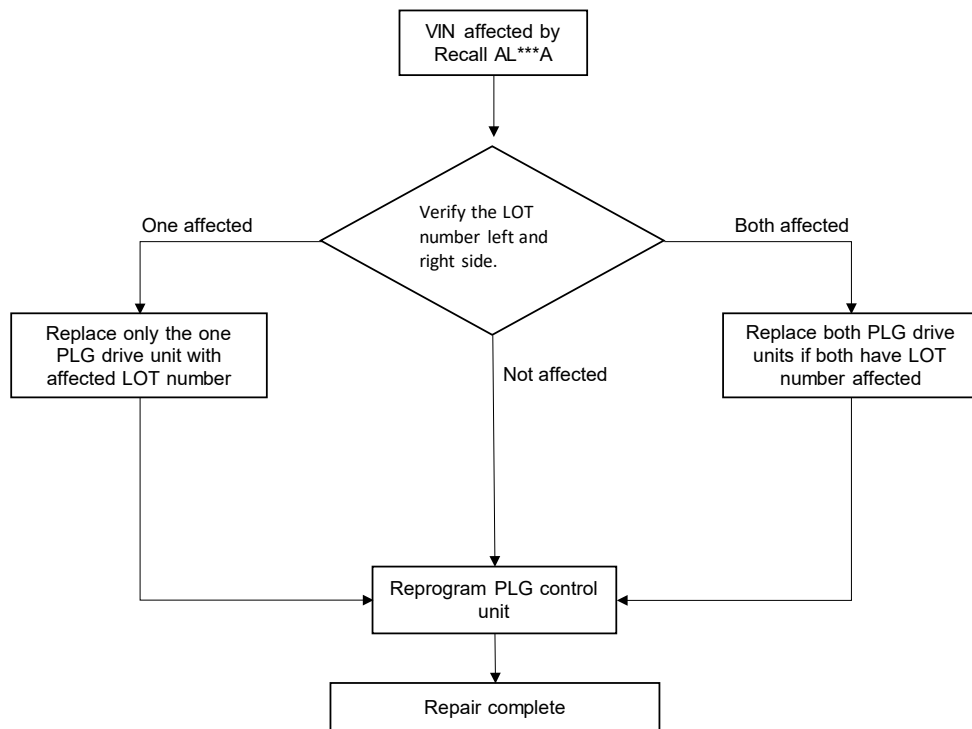 VIN affected by
Recall AL***A
Verify the LOT
number left and
right side.
One affected
Both affected
Replace only the one
PLG drive unit with
affected LOT number
Not affected
Replace both PLG drive
units if both have LOT
number affected
Reprogram PLG control
unit
Repair complete